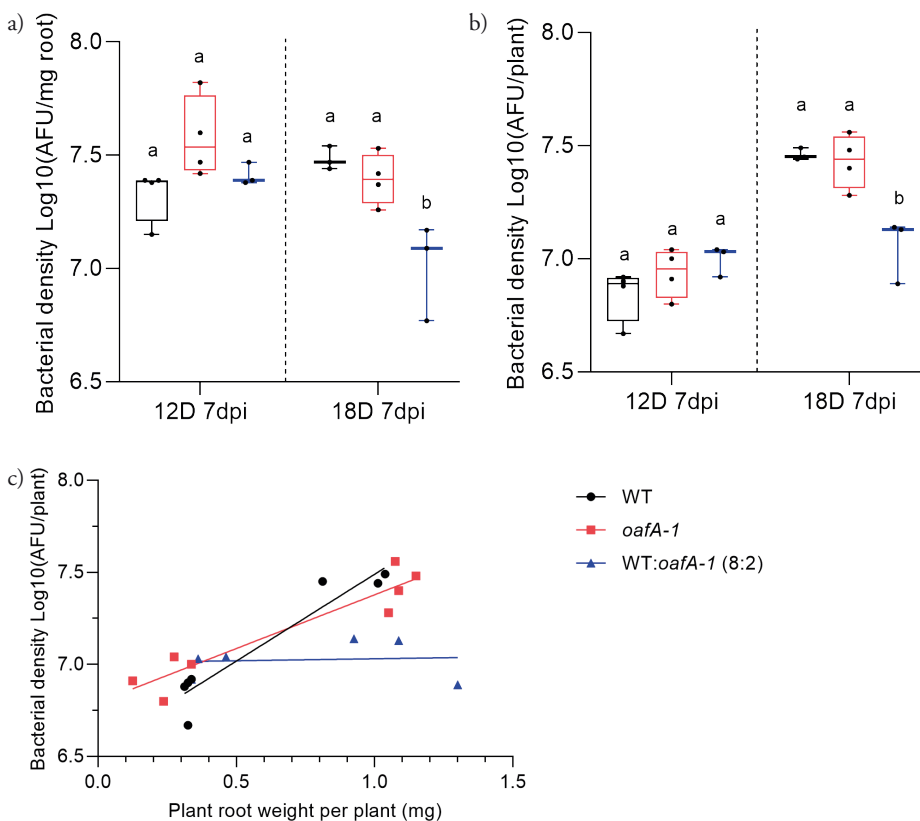 a)
Bacterial density Log10(AFU/mg root)
8.0
7.5
7.0
6.5
a
a
a
a
a
b
12D 7dpi
18D 7dpi
b)
Bacterial density Log10(AFU/plant)
8.0
7.5
7.0
6.5
a
a
a
a
a
b
12D 7dpi
18D 7dpi
c)
Bacterial density Log10(AFU/plant)
8.0
7.5
7.0
6.5
0.0
0.5
1.0
1.5
Plant root weight per plant (mg)
WT
oafA-1
WT:oafA-1 (8:2)